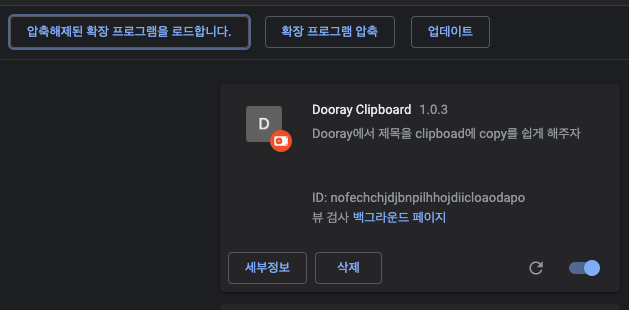 압축해제된 확장 프로그램을 로드합니다. 확장 프로그램 압축 업데이트
D
Dooray Clipboard 1.0.3
Dooray에서 제목을 clipboad에 copy를 쉽게 해주자
ID: nofechchjdjbnpilhhojdiicloaodapo
뷰 검사 백그라운드 페이지
세부정보 삭제